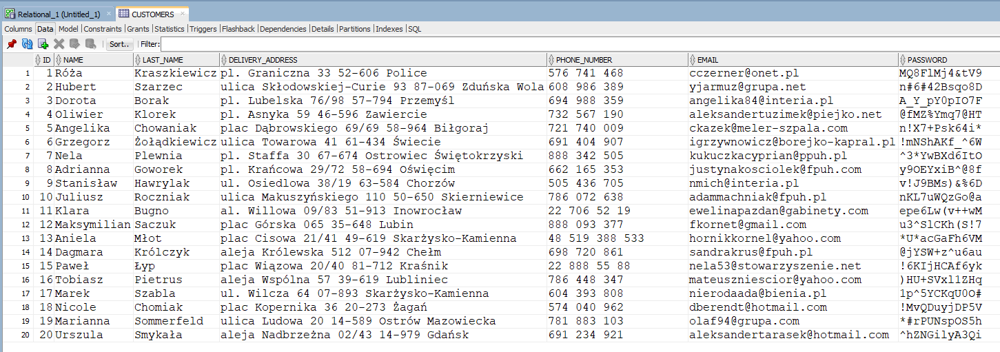 Relational_1 (Untitled_1) CUSTOMERS
Columns Data Model Constraints Grants Statistics Triggers Flashback Dependencies Details Partitions Indexes SQL
Sort.. Filter:
ID NAME LAST_NAME DELIVERY_ADDRESS PHONE_NUMBER EMAIL PASSWORD
1 1 Róża Kraszkiewicz pl. Graniczna 33 52-606 Police 576 741 468 cczerner@onet.pl MQ8FlMj4&tV9
2 2 Hubert Szarzec ulica Skłodowskiej-Curie 93 87-069 Zduńska Wola 608 986 389 yjarmuz@grupa.net n#6#42Bsqo8D
3 3 Dorota Borak pl. Lubelska 76/98 57-794 Przemyśl 694 988 359 angelika84@interia.pl A_Y_pY0pIO7F
4 4 Oliwier Klorek pl. Asnyka 59 46-596 Zawiercie 732 567 190 aleksandertuzimek@piejko.net @fMZ%Ymq7@HT
5 5 Angelika Chowaniak plac Dąbrowskiego 69/69 58-964 Biłgoraj 721 740 009 ckazek@meler-szpala.com n!X7+Psk64i*
6 6 Grzegorz Żołądkiewicz ulica Towarowa 41 61-434 Świecie 691 404 907 igrzywnowicz@borejko-kapral.pl !mNShAKf_^6W
7 7 Nela Plewnia pl. Staffa 30 67-674 Ostrowiec Świętokrzyski 888 342 505 kukuczkacyprian@ppuh.pl ^3*YwBXd6ItO
8 8 Adrianna Goworek pl. Krańcowa 29/72 58-694 Oświęcim 662 165 353 justynakosciolek@fpuh.com y9OEYxiB^@8f
9 9 Stanisław Hawrylak ul. Osiedlowa 38/19 63-584 Chorzów 505 436 705 nmich@interia.pl v!J9BMs)&%6D
10 10 Juliusz Roczniak ulica Makuszyńskiego 110 50-650 Skierniewice 786 072 638 adammachniak@fpuh.pl nKL7uWQzGo@a
11 11 Klara Bugno al. Willowa 09/83 51-913 Inowrocław 22 706 52 19 ewelinapazdan@gabinety.com epe6Lw(v++wM
12 12 Maksymilian Saczuk plac Górska 065 35-648 Lubin 888 093 377 fkornet@gmail.com u3^SlCKh(S!7
13 13 Aniela Młot plac Cisowa 21/41 49-619 Skarżysko-Kamienna 48 519 388 533 hornikkornel@yahoo.com *U*acGaFh6VM
14 14 Dagmara Królczyk aleja Królewska 512 07-942 Chełm 698 720 861 sandrakrus@fpuh.pl @jYSW+z^u6au
15 15 Paweł Łyp plac Wiązowa 20/40 81-712 Kraśnik 22 888 55 88 nela53@stowarzyszenie.net !6KIjHCAf6yk
16 16 Tobiasz Pietrus aleja Wspólna 57 39-619 Lubliniec 786 448 347 mateuszniescior@yahoo.com )HU+SVxl1ZHq
17 17 Marek Szabla ul. Wilcza 64 07-893 Skarżysko-Kamienna 604 393 808 nierodaada@bienia.pl 1p^5YCKqU0O#
18 18 Nicole Chomiak plac Kopernika 36 20-273 Żagań 574 040 962 dberendt@hotmail.com !MvQDuyjDP5V
19 19 Marianna Sommerfeld ulica Ludowa 20 14-589 Ostrów Mazowiecka 781 883 103 olaf94@grupa.com *#rPUNspOS5h
20 20 Urszula Smykała aleja Nadbrzeżna 02/43 14-979 Gdańsk 691 234 921 aleksandertarasek@hotmail.com ^hZNGilyA3Qi